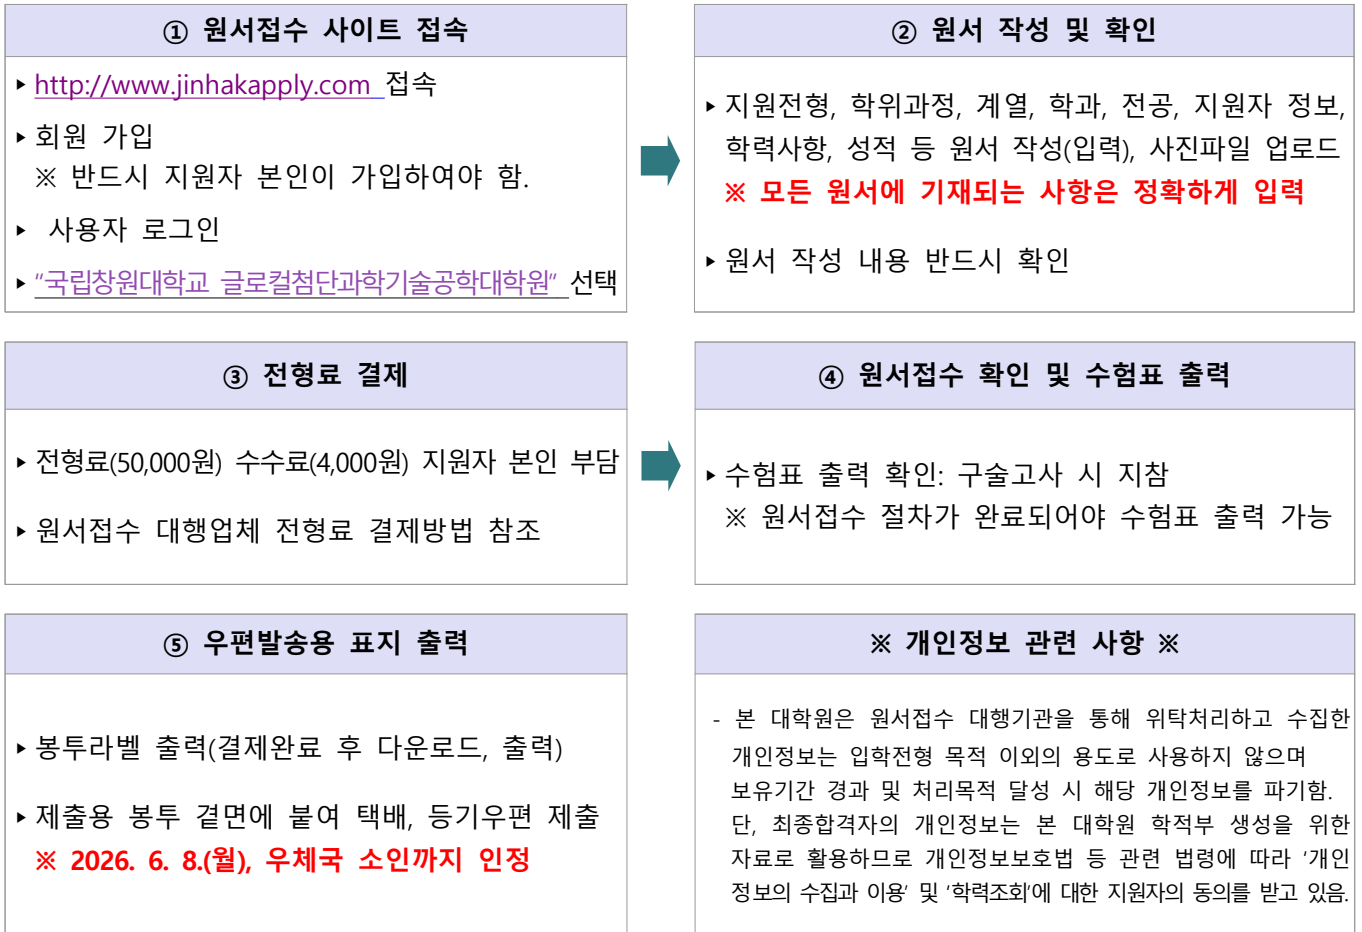 ① 원서접수 사이트 접속
▸ http://www.jinhakapply.com 접속
▸ 회원 가입
※ 반드시 지원자 본인이 가입하여야 함.
▸ 사용자 로그인
▸ “국립창원대학교 글로컬첨단과학기술공학대학원” 선택
② 원서 작성 및 확인
▸ 지원전형, 학위과정, 계열, 학과, 전공, 지원자 정보,
학력사항, 성적 등 원서 작성(입력), 사진파일 업로드
※ 모든 원서에 기재되는 사항은 정확하게 입력
▸ 원서 작성 내용 반드시 확인
③ 전형료 결제
▸ 전형료(50,000원) 수수료(4,000원) 지원자 본인 부담
▸ 원서접수 대행업체 전형료 결제방법 참조
④ 원서접수 확인 및 수험표 출력
▸ 수험표 출력 확인: 구술고사 시 지참
※ 원서접수 절차가 완료되어야 수험표 출력 가능
⑤ 우편발송용 표지 출력
▸ 봉투라벨 출력(결제완료 후 다운로드, 출력)
▸ 제출용 봉투 겉면에 붙여 택배, 등기우편 제출
※ 2026. 6. 8.(월), 우체국 소인까지 인정
※ 개인정보 관련 사항 ※
- 본 대학원은 원서접수 대행기관을 통해 위탁처리하고 수집한
개인정보는 입학전형 목적 이외의 용도로 사용하지 않으며
보유기간 경과 및 처리목적 달성 시 해당 개인정보를 파기함.
단, 최종합격자의 개인정보는 본 대학원 학적부 생성을 위한
자료로 활용하므로 개인정보보호법 등 관련 법령에 따라 ‘개인
정보의 수집과 이용’ 및 ‘학력조회’에 대한 지원자의 동의를 받고 있음.